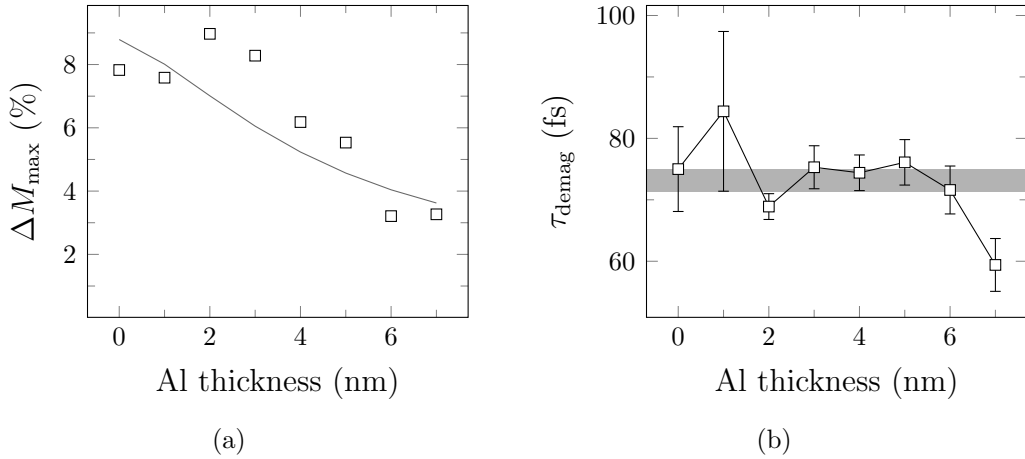 8
6
4
2
ΔM_max (%)
0 2 4 6
Al thickness (nm)
(a)
100
80
60
τ_demag (fs)
0 2 4 6
Al thickness (nm)
(b)